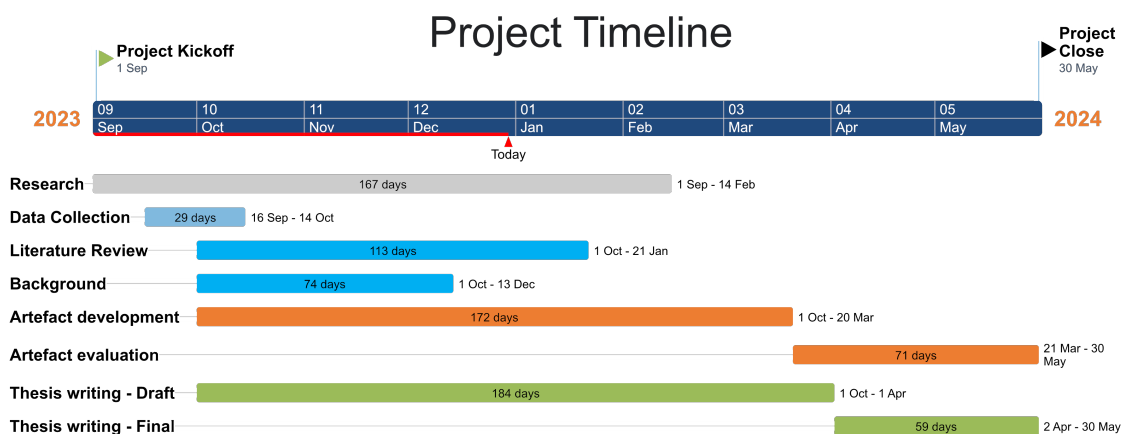 Project Timeline
Project Kickoff
1 Sep
Project
Close
30 May
2023
09 10 11 12 01 02 03 04 05
Sep Oct Nov Dec Jan Feb Mar Apr May
2024
Today
Research 167 days 1 Sep - 14 Feb
Data Collection 29 days 16 Sep - 14 Oct
Literature Review 113 days 1 Oct - 21 Jan
Background 74 days 1 Oct - 13 Dec
Artefact development 172 days 1 Oct - 20 Mar
Artefact evaluation 71 days 21 Mar - 30
May
Thesis writing - Draft 184 days 1 Oct - 1 Apr
Thesis writing - Final 59 days 2 Apr - 30 May